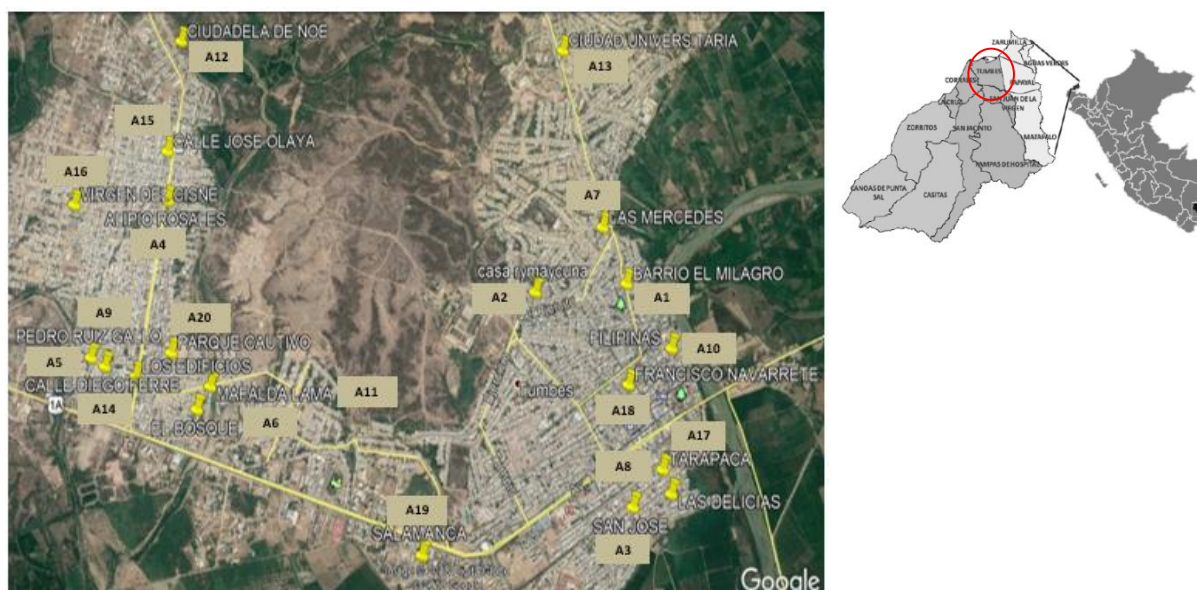 CIUDADELA DE NOE
A12
CIUDAD UNIVERSITARIA
A13
A15
CALLE JOSE OLAYA
A16
VIRGEN DEL CISNE
ALIPIO ROSALES
A4
A7
LAS MERCEDES
casa rymaycuna
A2
BARRIO EL MILAGRO
A1
A9
A20
PEDRO RUIZ GALLO
PARQUE CAUTIVO
A5
LOS EDIFICIOS
CALLE DIEGO FERRE
MAFALDA LAMA
A11
1A
A14
EL BOSQUE
A6
FILIPINAS
A10
Tumbes
FRANCISCO NAVARRETE
A18
A17
A8
TARAPACA
LAS DELICIAS
A19
SALAMANCA
SAN JOSE
A3
Google
ZARUMILLA
AGUAS VERDES
TUMBES
PAPAYAL
CORRALES
LA CRUZ
SAN JUAN DE LA
VIRGEN
ZORRITOS
SAN JACINTO
MATAPALO
PAMPAS DE HOSPITAL
CANOAS DE PUNTA
SAL
CASITAS